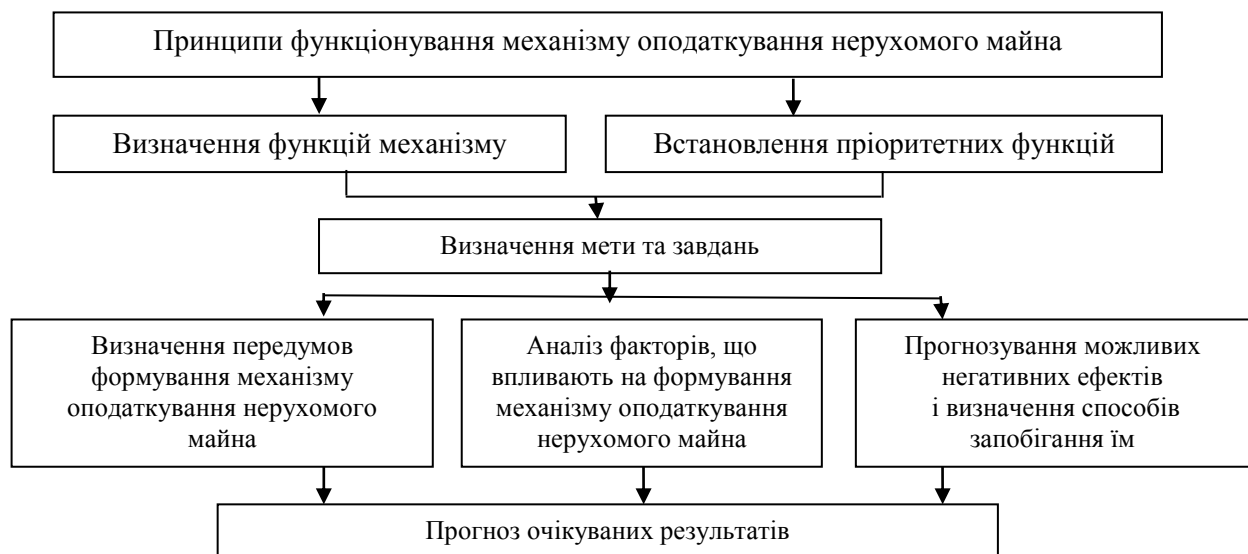 Принципи функціонування механізму оподаткування нерухомого майна
Визначення функцій механізму
Встановлення пріоритетних функцій
Визначення мети та завдань
Визначення передумов
формування механізму
оподаткування нерухомого
майна
Аналіз факторів, що
впливають на формування
механізму оподаткування
нерухомого майна
Прогнозування можливих
негативних ефектів
і визначення способів
запобігання їм
Прогноз очікуваних результатів